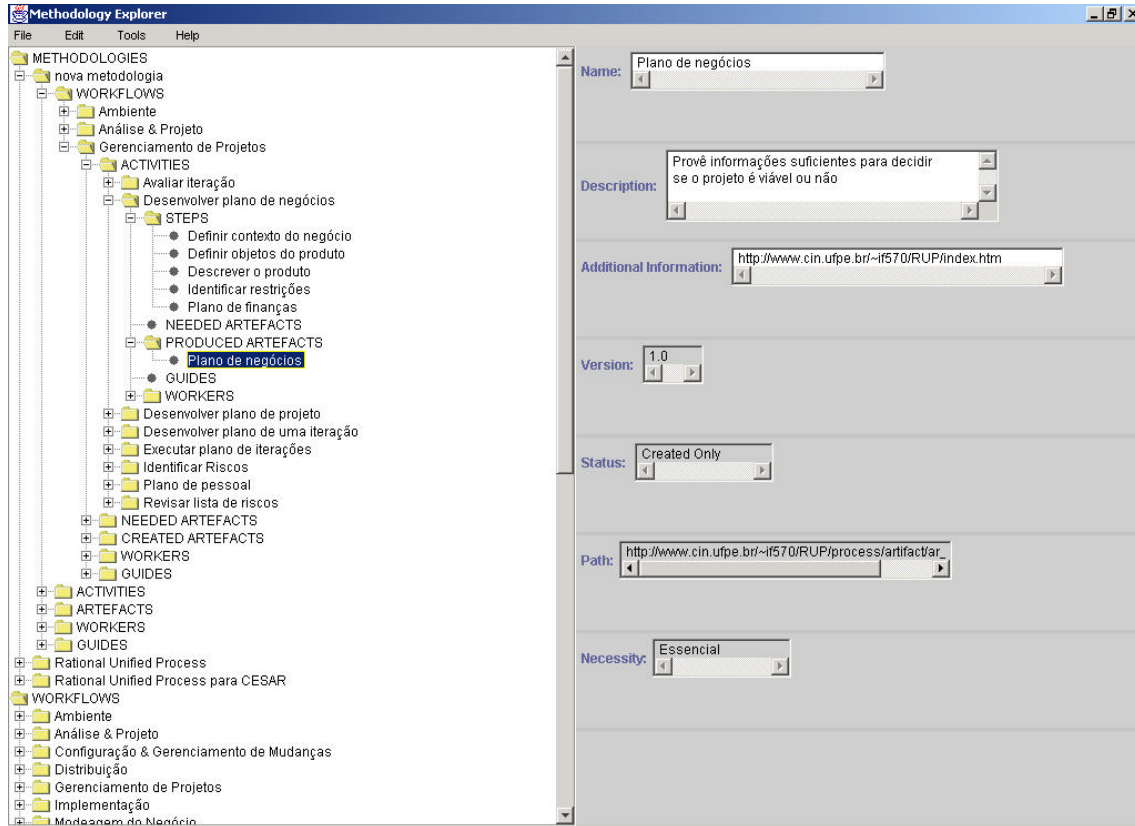 Methodology Explorer
File Edit Tools Help
METHODOLOGIES
nova metodologia
WORKFLOWS
Ambiente
Análise & Projeto
Gerenciamento de Projetos
ACTIVITIES
Avaliar iteração
Desenvolver plano de negócios
STEPS
Definir contexto do negócio
Definir objetos do produto
Descrever o produto
Identificar restrições
Plano de finanças
NEEDED ARTEFACTS
PRODUCED ARTEFACTS
Plano de negócios
GUIDES
WORKERS
Desenvolver plano de projeto
Desenvolver plano de uma iteração
Executar plano de iterações
Identificar Riscos
Plano de pessoal
Revisar lista de riscos
NEEDED ARTEFACTS
CREATED ARTEFACTS
WORKERS
GUIDES
ACTIVITIES
ARTEFACTS
WORKERS
GUIDES
Rational Unified Process
Rational Unified Process para CESAR
WORKFLOWS
Ambiente
Análise & Projeto
Configuração & Gerenciamento de Mudanças
Distribuição
Gerenciamento de Projetos
Implementação
Modeagem do Negócio
Name: Plano de negócios
Description: Provê informações suficientes para decidir
se o projeto é viável ou não
Additional Information: http://www.cin.ufpe.br/~if570/RUP/index.htm
Version: 1.0
Status: Created Only
Path: http://www.cin.ufpe.br/~if570/RUP/process/artifact/ar_
Necessity: Essencial